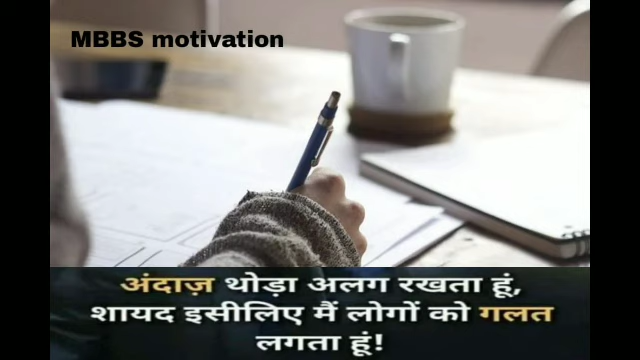 MBBS motivation
अंदाज़ थोड़ा अलग रखता हूं,
शायद इसीलिए मैं लोगों को गलत
लगता हूं!